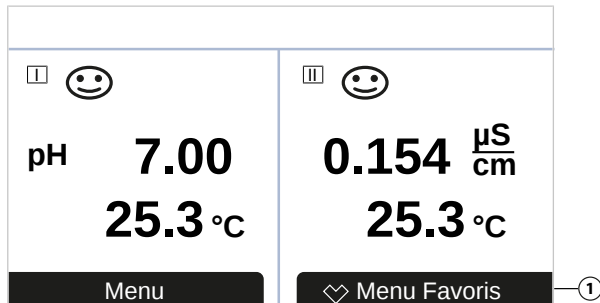 I
pH 7.00
25.3 °C
Menu
II
0.154 µS/cm
25.3 °C
Menu Favoris
1